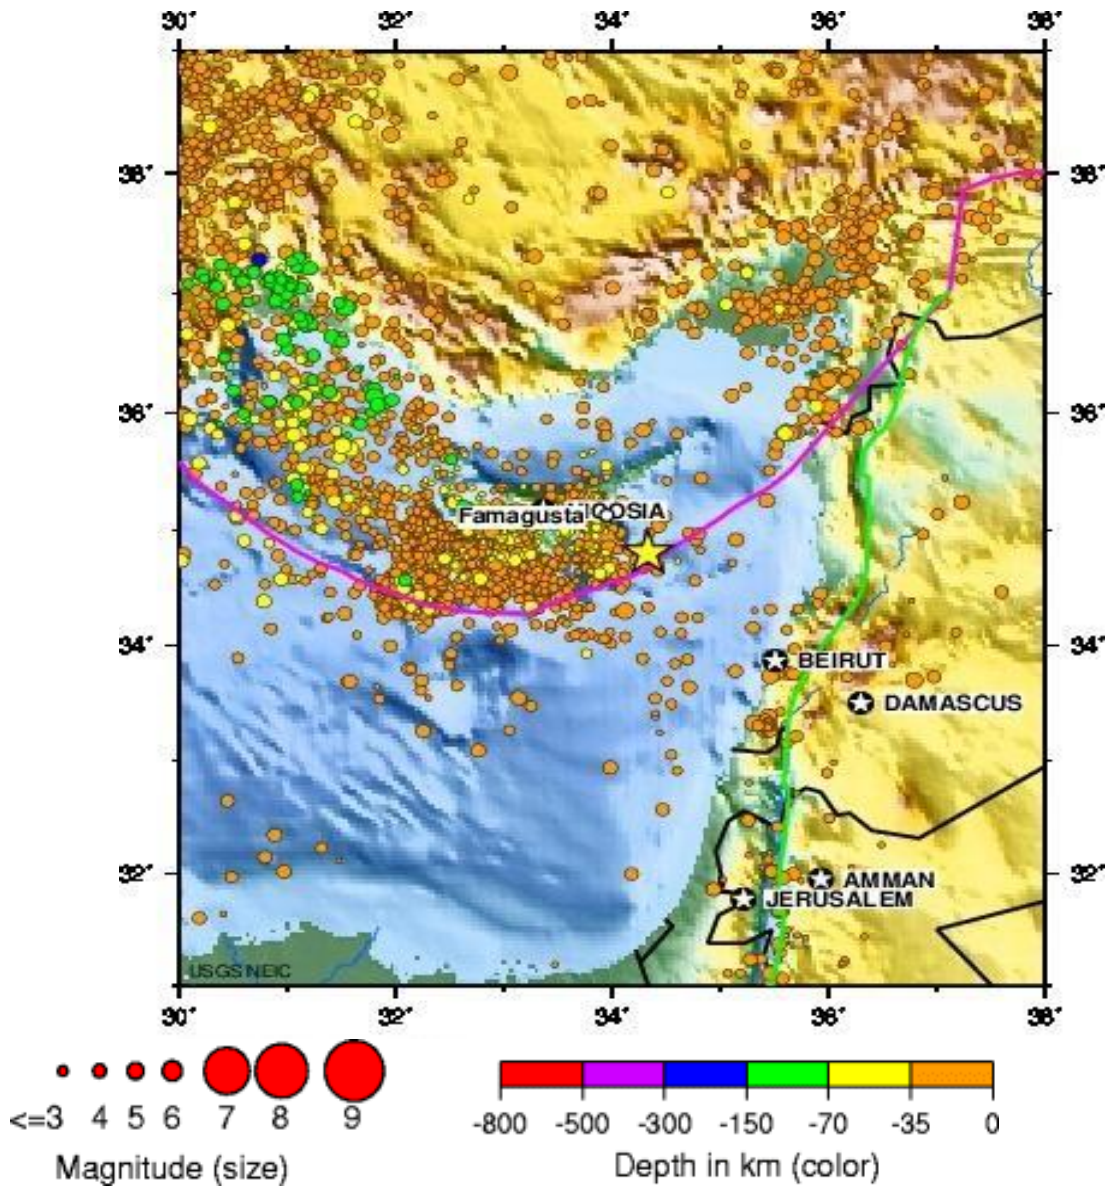 30° 32° 34° 36° 38°
38° 38°
36° 36°
Famagusta NICOSIA
34° 34°
BEIRUT
DAMASCUS
32° 32°
AMMAN
JERUSALEM
USGS NEIC
30° 32° 34° 36° 38°
<=3 4 5 6 7 8 9
-800 -500 -300 -150 -70 -35 0
Magnitude (size)
Depth in km (color)